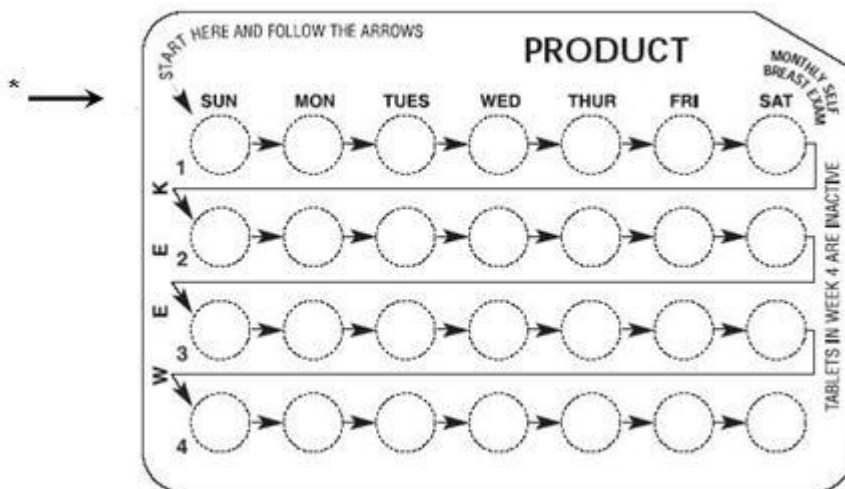 START HERE AND FOLLOW THE ARROWS
PRODUCT
MONTHLY SELF
BREAST EXAM
*
SUN MON TUES WED THUR FRI SAT
1
2
3
4
WEEK
TABLETS IN WEEK 4 ARE INACTIVE